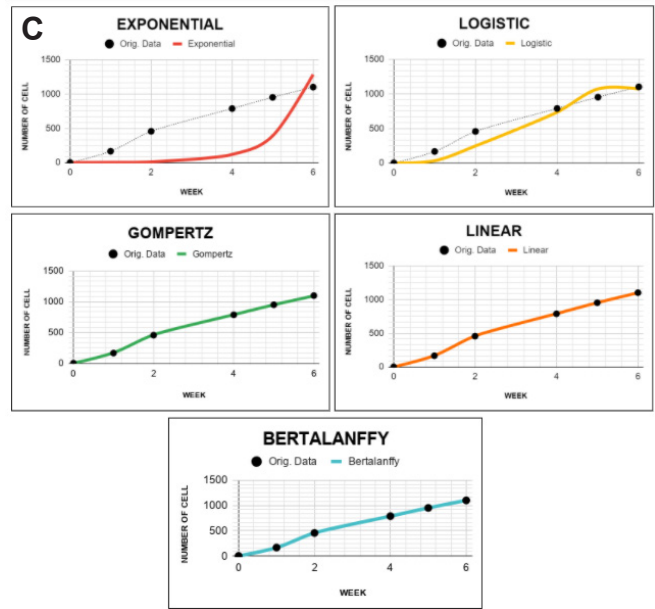 C
EXPONENTIAL
Orig. Data Exponential
NUMBER OF CELL
1500
1000
500
0
0 2 4 6
WEEK
LOGISTIC
Orig. Data Logistic
NUMBER OF CELL
1500
1000
500
0
0 2 4 6
WEEK
GOMPERTZ
Orig. Data Gompertz
NUMBER OF CELL
1500
1000
500
0
0 2 4 6
WEEK
LINEAR
Orig. Data Linear
NUMBER OF CELL
1500
1000
500
0
0 2 4 6
WEEK
BERTALANFFY
Orig. Data Bertalanffy
NUMBER OF CELL
1500
1000
500
0
0 2 4 6
WEEK